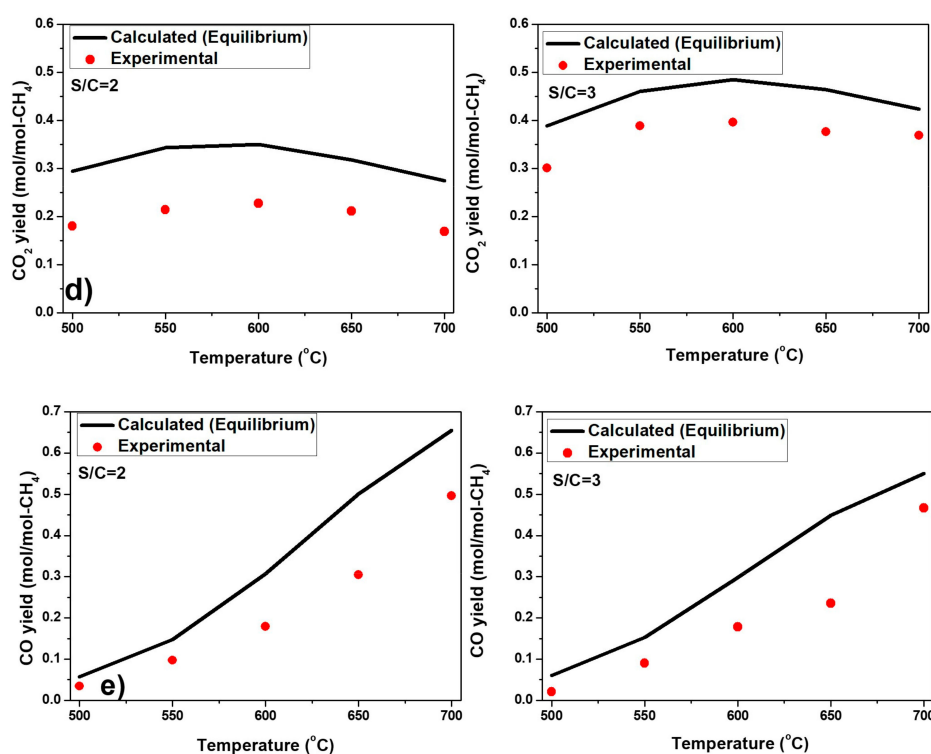 0.6
Calculated (Equilibrium)
Experimental
S/C=2
0.5
0.4
0.3
0.2
0.1
0.0
CO₂ yield (mol/mol-CH₄)
d)
500 550 600 650 700
Temperature (°C)
0.6
Calculated (Equilibrium)
Experimental
S/C=3
0.5
0.4
0.3
0.2
0.1
0.0
CO₂ yield (mol/mol-CH₄)
500 550 600 650 700
Temperature (°C)
0.7
Calculated (Equilibrium)
Experimental
S/C=2
0.6
0.5
0.4
0.3
0.2
0.1
0.0
CO yield (mol/mol-CH₄)
e)
500 550 600 650 700
Temperature (°C)
0.7
Calculated (Equilibrium)
Experimental
S/C=3
0.6
0.5
0.4
0.3
0.2
0.1
0.0
CO yield (mol/mol-CH₄)
500 550 600 650 700
Temperature (°C)